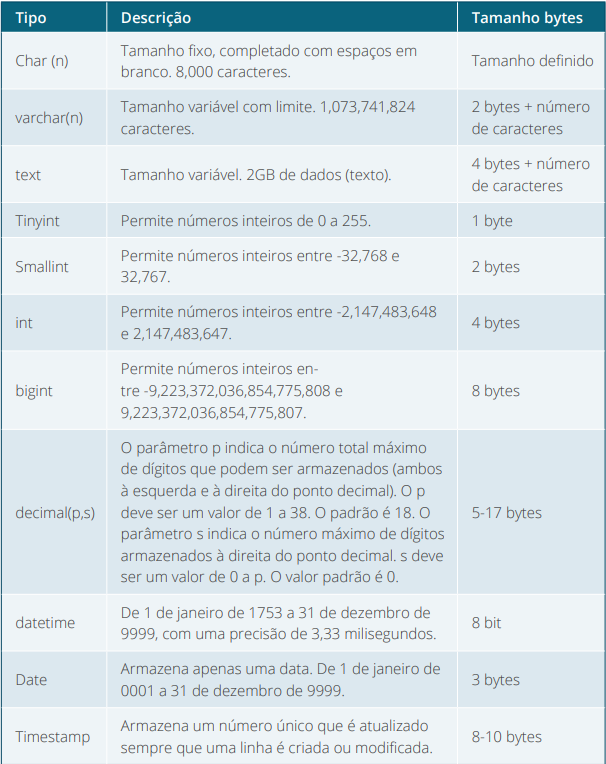 Tipo Descrição Tamanho bytes
Char (n) Tamanho fixo, completado com espaços em
branco. 8,000 caracteres. Tamanho definido
varchar(n) Tamanho variável com limite. 1,073,741,824
caracteres. 2 bytes + número
de caracteres
text Tamanho variável. 2GB de dados (texto). 4 bytes + número
de caracteres
Tinyint Permite números inteiros de 0 a 255. 1 byte
Smallint Permite números inteiros entre -32,768 e
32,767. 2 bytes
int Permite números inteiros entre -2,147,483,648
e 2,147,483,647. 4 bytes
bigint Permite números inteiros en-
tre -9,223,372,036,854,775,808 e
9,223,372,036,854,775,807. 8 bytes
decimal(p,s) O parâmetro p indica o número total máximo
de dígitos que podem ser armazenados (ambos
à esquerda e à direita do ponto decimal). O p
deve ser um valor de 1 a 38. O padrão é 18. O
parâmetro s indica o número máximo de dígitos
armazenados à direita do ponto decimal. s deve
ser um valor de 0 a p. O valor padrão é 0. 5-17 bytes
datetime De 1 de janeiro de 1753 a 31 de dezembro de
9999, com uma precisão de 3,33 milisegundos. 8 bit
Date Armazena apenas uma data. De 1 de janeiro de
0001 a 31 de dezembro de 9999. 3 bytes
Timestamp Armazena um número único que é atualizado
sempre que uma linha é criada ou modificada. 8-10 bytes